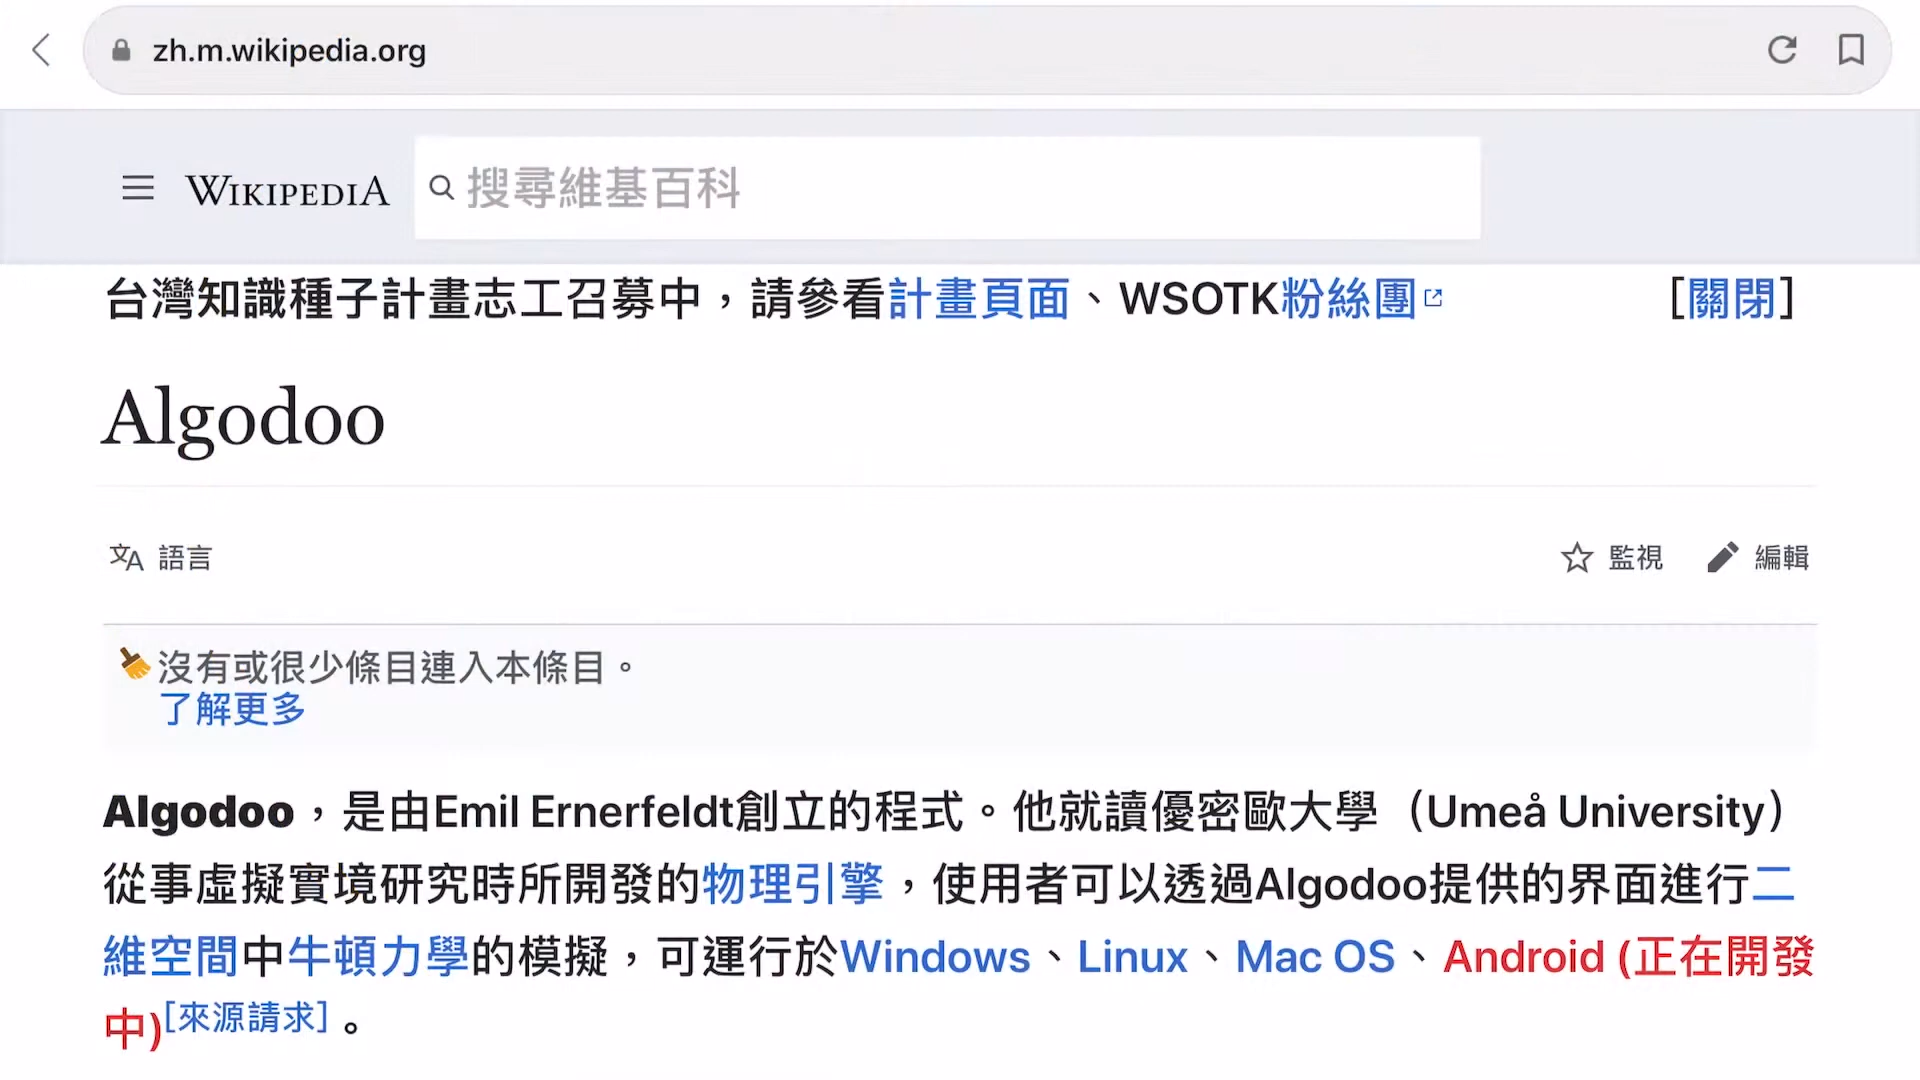 zh.m.wikipedia.org
WIKIPEDIA 搜尋維基百科
台灣知識種子計畫志工召募中，請參看計畫頁面、WSOTK粉絲團 [關閉]
Algodoo
語言 監視 編輯
沒有或很少條目連入本條目。
了解更多
Algodoo，是由Emil Ernerfeldt創立的程式。他就讀優密歐大學（Umeå University）
從事虛擬實境研究時所開發的物理引擎，使用者可以透過Algodoo提供的界面進行二
維空間中牛頓力學的模擬，可運行於Windows、Linux、Mac OS、Android (正在開發
中)[來源請求]。